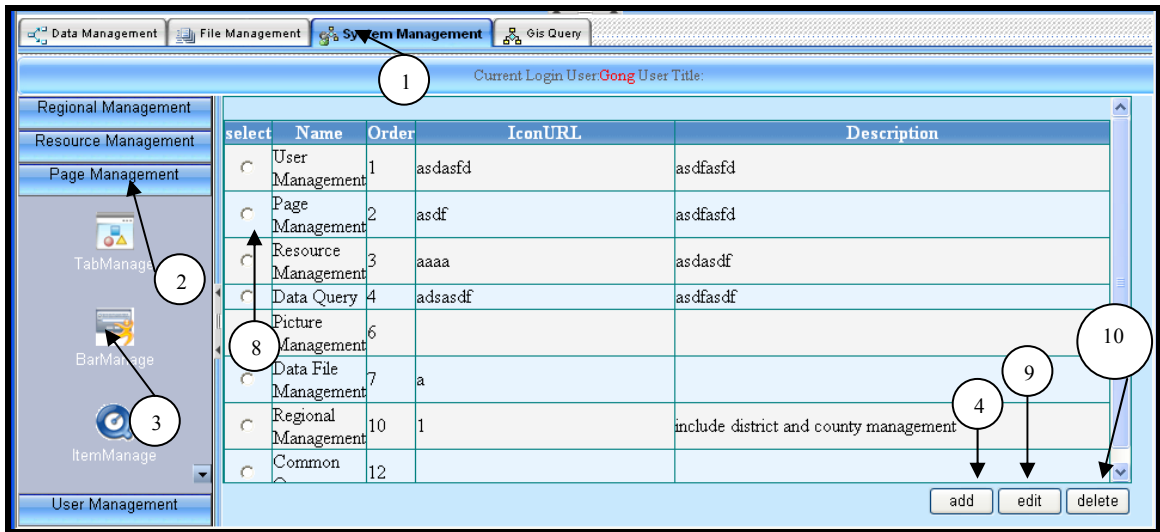 Data Management File Management System Management Gis Query
1
Current Login User:Gong User Title:
Regional Management
Resource Management
Page Management
TabManage
2
BarManage
3
ItemManage
User Management
select Name Order IconURL Description
User Management 1 asdasfd asdfasfd
Page Management 2 asdf asdfasfd
Resource Management 3 aaaa asdasdf
Data Query 4 adsasdf asdfasdf
Picture Management 6
8
Data File Management 7 a
Regional Management 10 1 include district and county management
Common 12
10
9
4
add edit delete